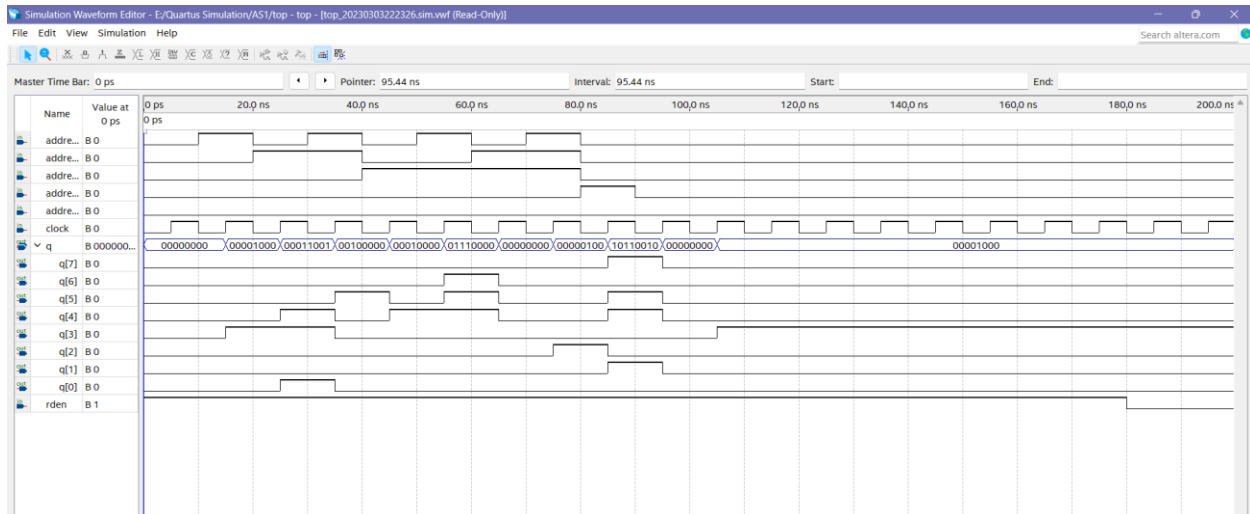 Simulation Waveform Editor - E:/Quartus Simulation/AS1/top - top - [top_20230303222326.sim.vwf (Read-Only)]
File Edit View Simulation Help
Search altera.com
Master Time Bar: 0 ps Pointer: 95.44 ns Interval: 95.44 ns Start: End:
Name Value at 0 ps
0 ps 20.0 ns 40.0 ns 60.0 ns 80.0 ns 100.0 ns 120.0 ns 140.0 ns 160.0 ns 180.0 ns 200.0 ns
0 ps
addre... B 0
addre... B 0
addre... B 0
addre... B 0
addre... B 0
clock B 0
q B 000000... 00000000 00001000 00011001 00100000 00010000 01110000 00000000 00000100 10110010 00000000 00001000
q[7] B 0
q[6] B 0
q[5] B 0
q[4] B 0
q[3] B 0
q[2] B 0
q[1] B 0
q[0] B 0
rden B 1